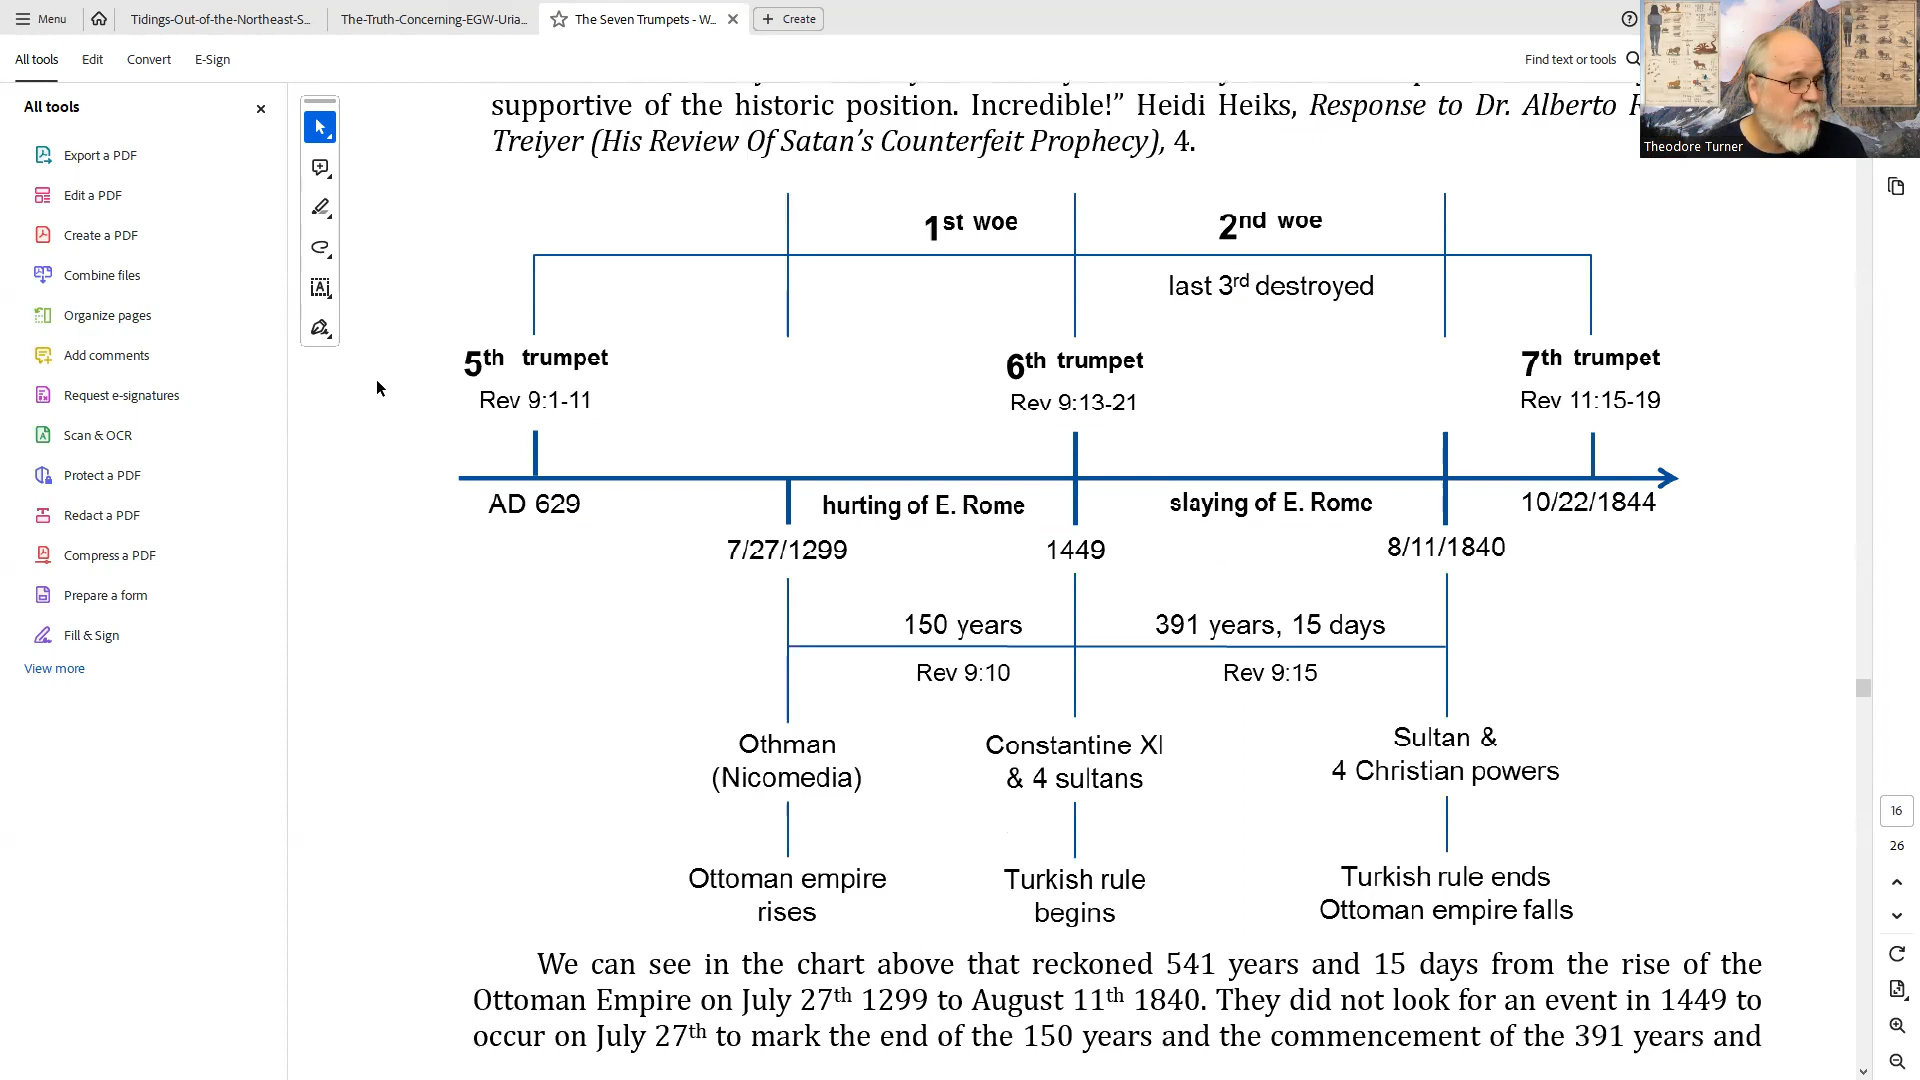 Menu
Tidings-Out-of-the-Northeast-S...
The-Truth-Concerning-EGW-Uria...
The Seven Trumpets - W...
Create
All tools
Edit
Convert
E-Sign
Find text or tools
All tools
Export a PDF
Edit a PDF
Create a PDF
Combine files
Organize pages
Add comments
Request e-signatures
Scan & OCR
Protect a PDF
Redact a PDF
Compress a PDF
Prepare a form
Fill & Sign
View more
Theodore Turner
supportive of the historic position. Incredible!” Heidi Heiks, Response to Dr. Alberto
Treiyer (His Review Of Satan’s Counterfeit Prophecy), 4.
1st woe
2nd woe
last 3rd destroyed
5th trumpet
6th trumpet
7th trumpet
Rev 9:1-11
Rev 9:13-21
Rev 11:15-19
AD 629
hurting of E. Rome
slaying of E. Rome
10/22/1844
7/27/1299
1449
8/11/1840
150 years
391 years, 15 days
Rev 9:10
Rev 9:15
Othman
(Nicomedia)
Constantine XI
& 4 sultans
Sultan &
4 Christian powers
Ottoman empire
rises
Turkish rule
begins
Turkish rule ends
Ottoman empire falls
We can see in the chart above that reckoned 541 years and 15 days from the rise of the
Ottoman Empire on July 27th 1299 to August 11th 1840. They did not look for an event in 1449 to
occur on July 27th to mark the end of the 150 years and the commencement of the 391 years and
16
26